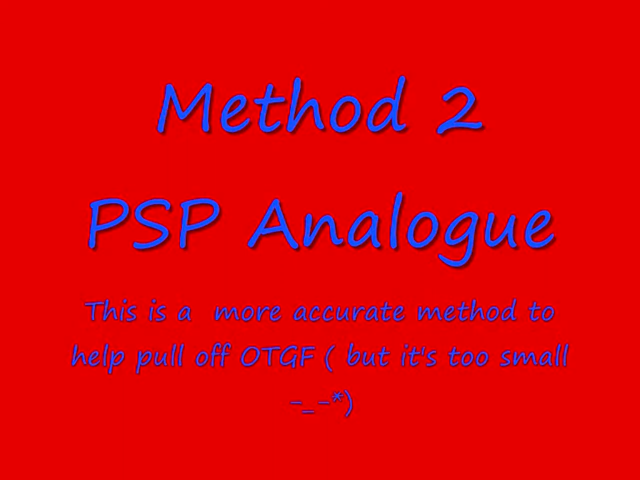 Method 2
PSP Analogue
This is a  more accurate method to
help pull off OTGF ( but it's too small
-_-*)